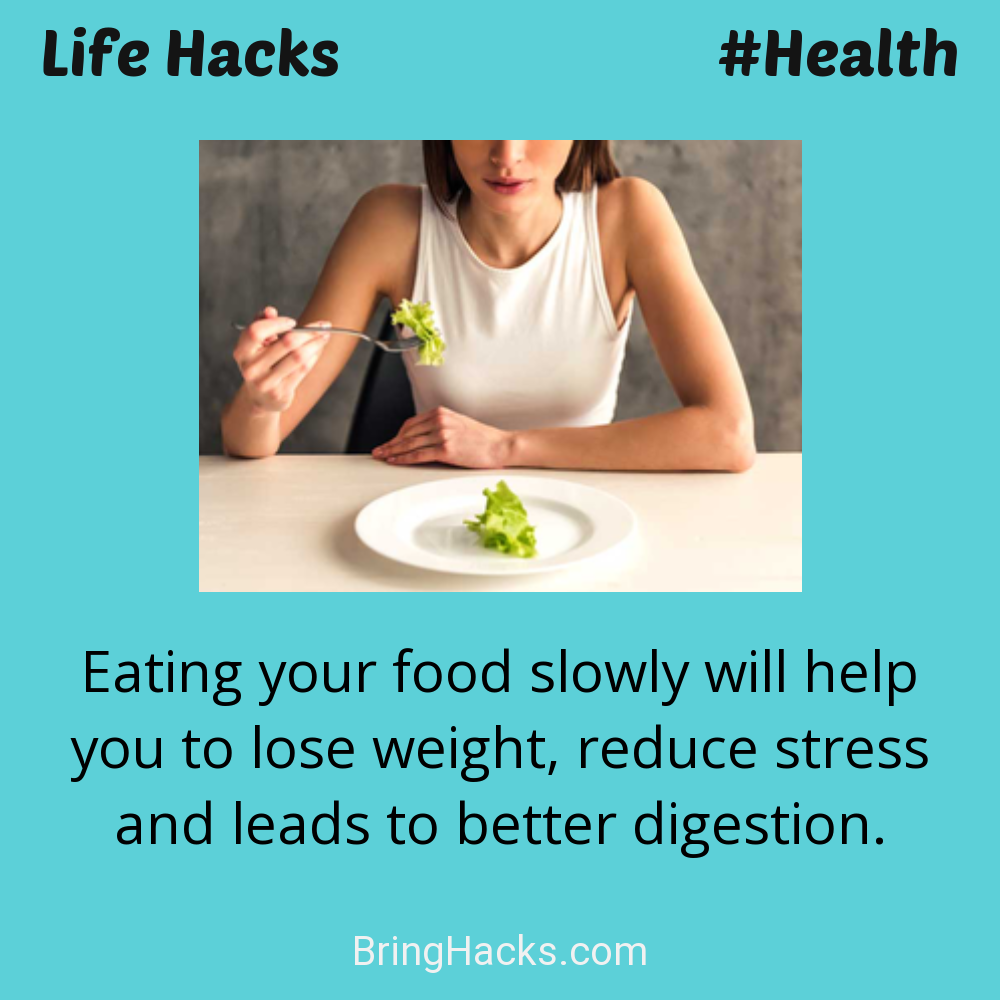 Life Hacks
#Health
Eating your food slowly will help
you to lose weight, reduce stress
and leads to better digestion.
BringHacks.com